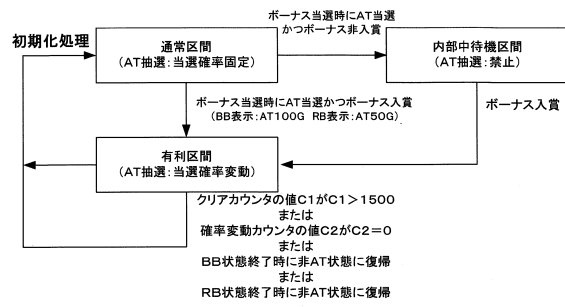 初期化処理
通常区間
(AT抽選:当選確率固定)
ボーナス当選時にAT当選
かつボーナス非入賞
内部中待機区間
(AT抽選:禁止)
ボーナス当選時にAT当選かつボーナス入賞
(BB表示:AT100G RB表示:AT50G)
ボーナス入賞
有利区間
(AT抽選:当選確率変動)
クリアカウンタの値C1がC1>1500
または
確率変動カウンタの値C2がC2=0
または
BB状態終了時に非AT状態に復帰
または
RB状態終了時に非AT状態に復帰